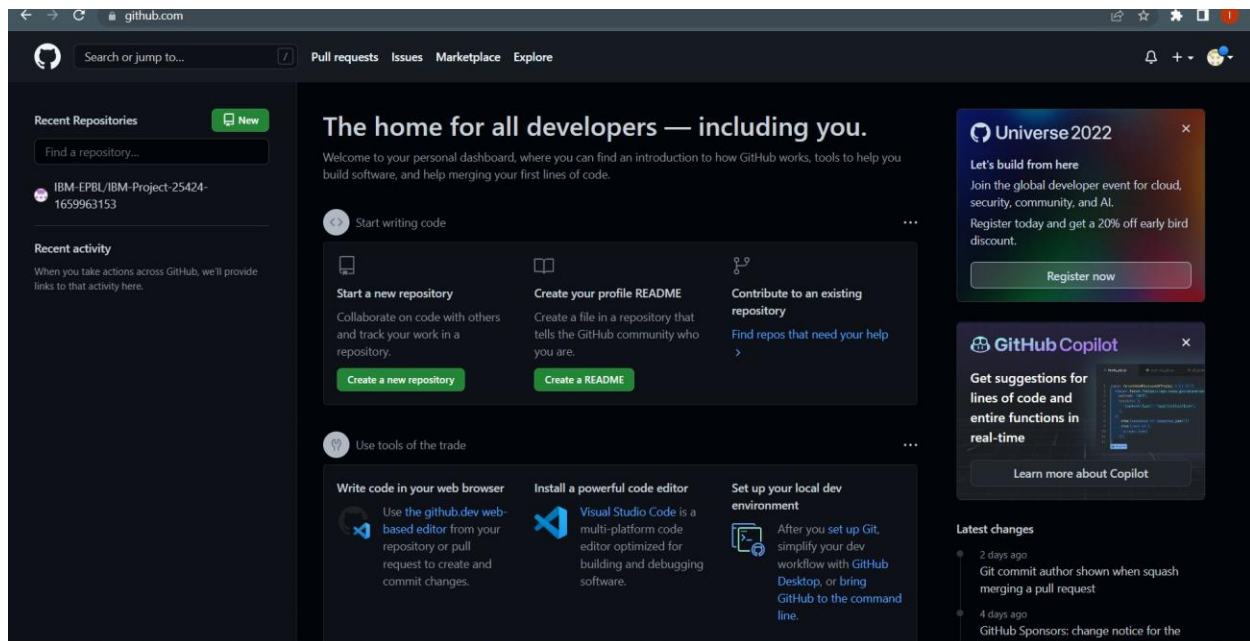 github.com
Search or jump to...
/
Pull requests Issues Marketplace Explore
Recent Repositories
New
Find a repository...
IBM-EPBL/IBM-Project-25424-
1659963153
Recent activity
When you take actions across GitHub, we'll provide
links to that activity here.
The home for all developers — including you.
Welcome to your personal dashboard, where you can find an introduction to how GitHub works, tools to help you
build software, and help merging your first lines of code.
Start writing code
Start a new repository
Collaborate on code with others
and track your work in a
repository.
Create a new repository
Create your profile README
Create a file in a repository that
tells the GitHub community who
you are.
Create a README
Contribute to an existing
repository
Find repos that need your help
Use tools of the trade
Write code in your web browser
Use the github.dev web-
based editor from your
repository or pull
request to create and
commit changes.
Install a powerful code editor
Visual Studio Code is a
multi-platform code
editor optimized for
building and debugging
software.
Set up your local dev
environment
After you set up Git,
simplify your dev
workflow with GitHub
Desktop, or bring
GitHub to the command
line.
Universe 2022
Let's build from here
Join the global developer event for cloud,
security, community, and AI.
Register today and get a 20% off early bird
discount.
Register now
GitHub Copilot
Get suggestions for
lines of code and
entire functions in
real-time
Learn more about Copilot
Latest changes
2 days ago
Git commit author shown when squash
merging a pull request
4 days ago
GitHub Sponsors: change notice for the